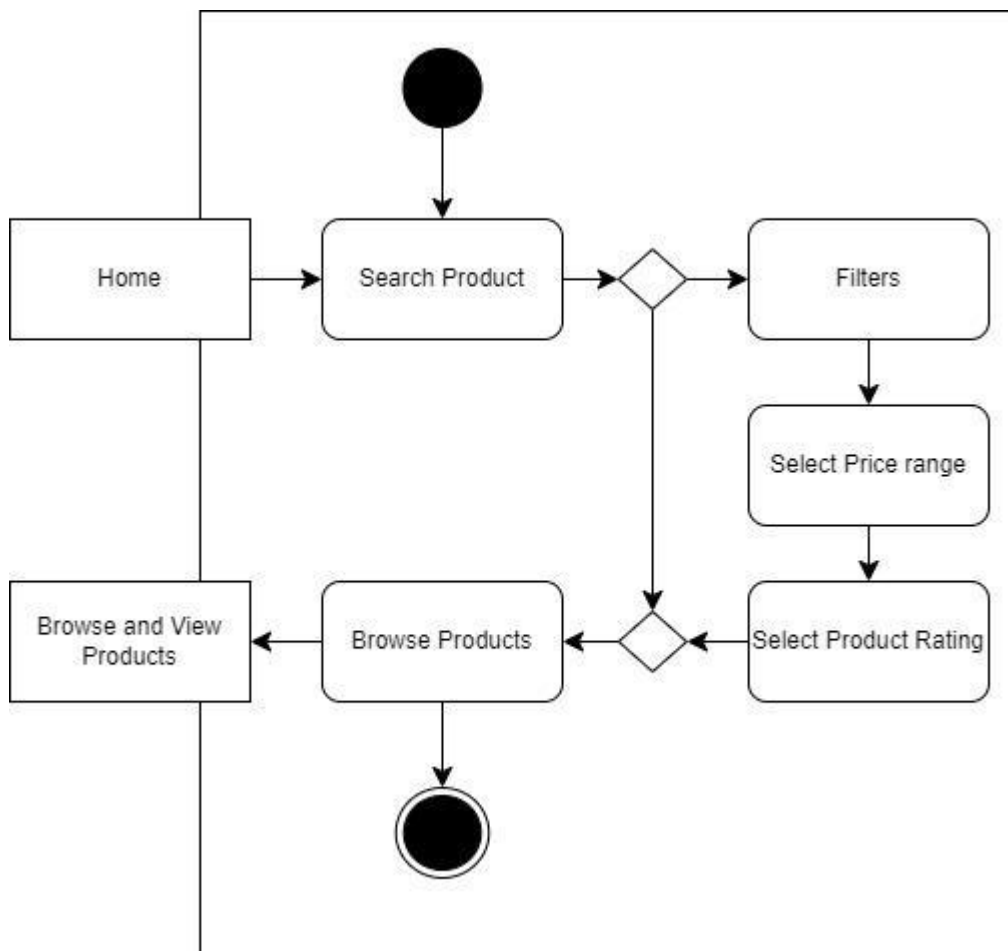 Home
Search Product
Filters
Select Price range
Browse and View
Products
Browse Products
Select Product Rating